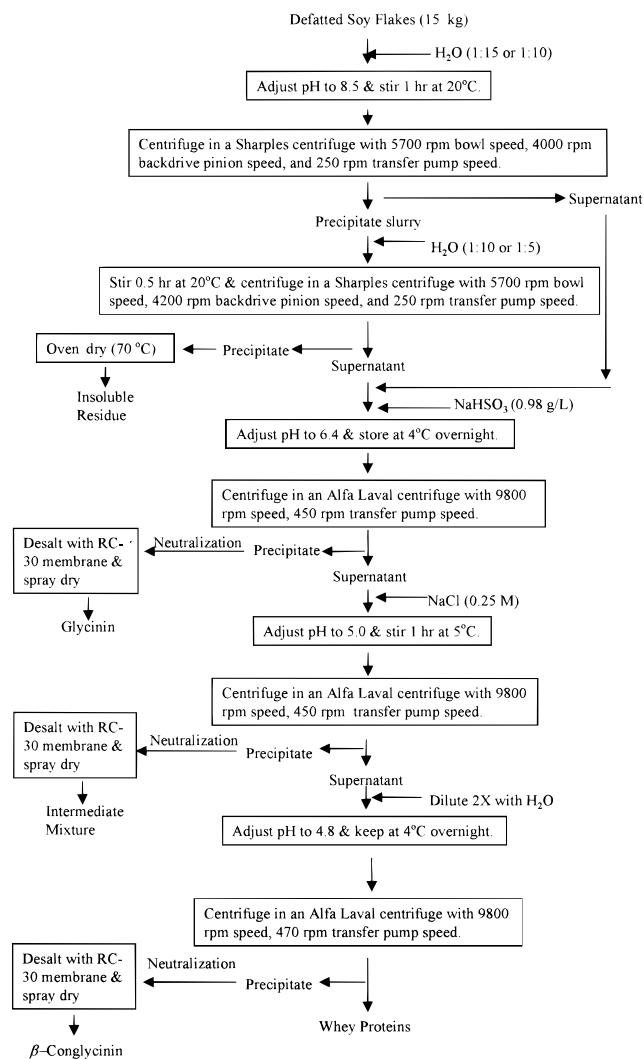 Defatted Soy Flakes (15 kg)
H₂O (1:15 or 1:10)
Adjust pH to 8.5 & stir 1 hr at 20°C.
Centrifuge in a Sharples centrifuge with 5700 rpm bowl speed, 4000 rpm
backdrive pinion speed, and 250 rpm transfer pump speed.
Supernatant
Precipitate slurry
H₂O (1:10 or 1:5)
Stir 0.5 hr at 20°C & centrifuge in a Sharples centrifuge with 5700 rpm bowl
speed, 4200 rpm backdrive pinion speed, and 250 rpm transfer pump speed.
Oven dry (70 °C)
Precipitate
Supernatant
Insoluble
Residue
NaHSO₃ (0.98 g/L)
Adjust pH to 6.4 & store at 4°C overnight.
Centrifuge in an Alfa Laval centrifuge with 9800
rpm speed, 450 rpm transfer pump speed.
Desalt with RC-
30 membrane &
spray dry
Neutralization
Precipitate
Supernatant
Glycinin
NaCl (0.25 M)
Adjust pH to 5.0 & stir 1 hr at 5°C.
Centrifuge in an Alfa Laval centrifuge with 9800
rpm speed, 450 rpm transfer pump speed.
Desalt with RC-
30 membrane &
spray dry
Neutralization
Precipitate
Supernatant
Intermediate
Mixture
Dilute 2X with H₂O
Adjust pH to 4.8 & keep at 4°C overnight.
Centrifuge in an Alfa Laval centrifuge with 9800
rpm speed, 470 rpm transfer pump speed.
Desalt with RC-
30 membrane &
spray dry
Neutralization
Precipitate
Whey Proteins
β–Conglycinin